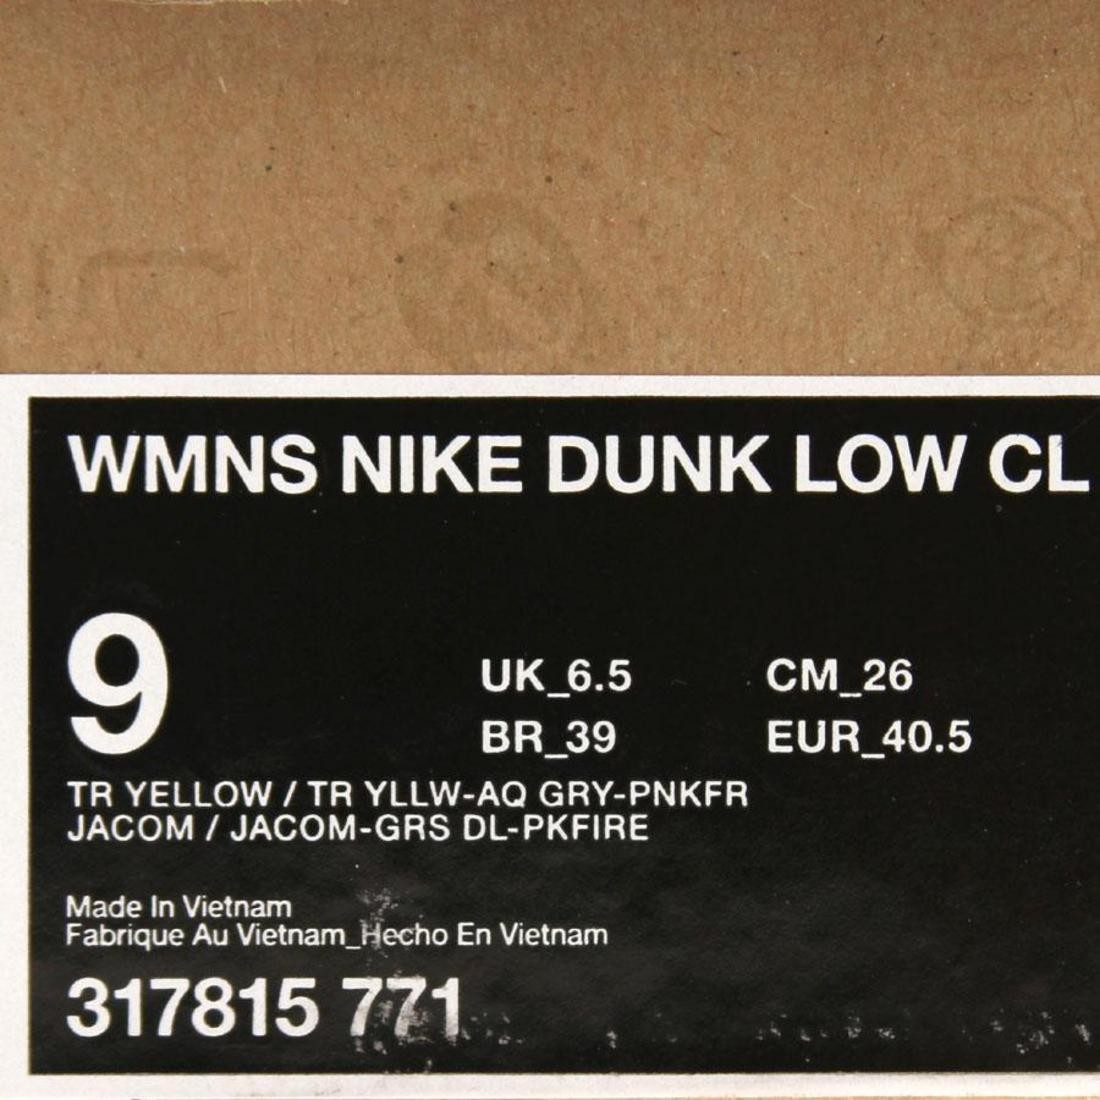 WMNS NIKE DUNK LOW CL
9
UK_6.5 CM_26
BR_39 EUR_40.5
TR YELLOW / TR YLLW-AQ GRY-PNKFR
JACOM / JACOM-GRS DL-PKFIRE
Made In Vietnam
Fabrique Au Vietnam_Hecho En Vietnam
317815 771